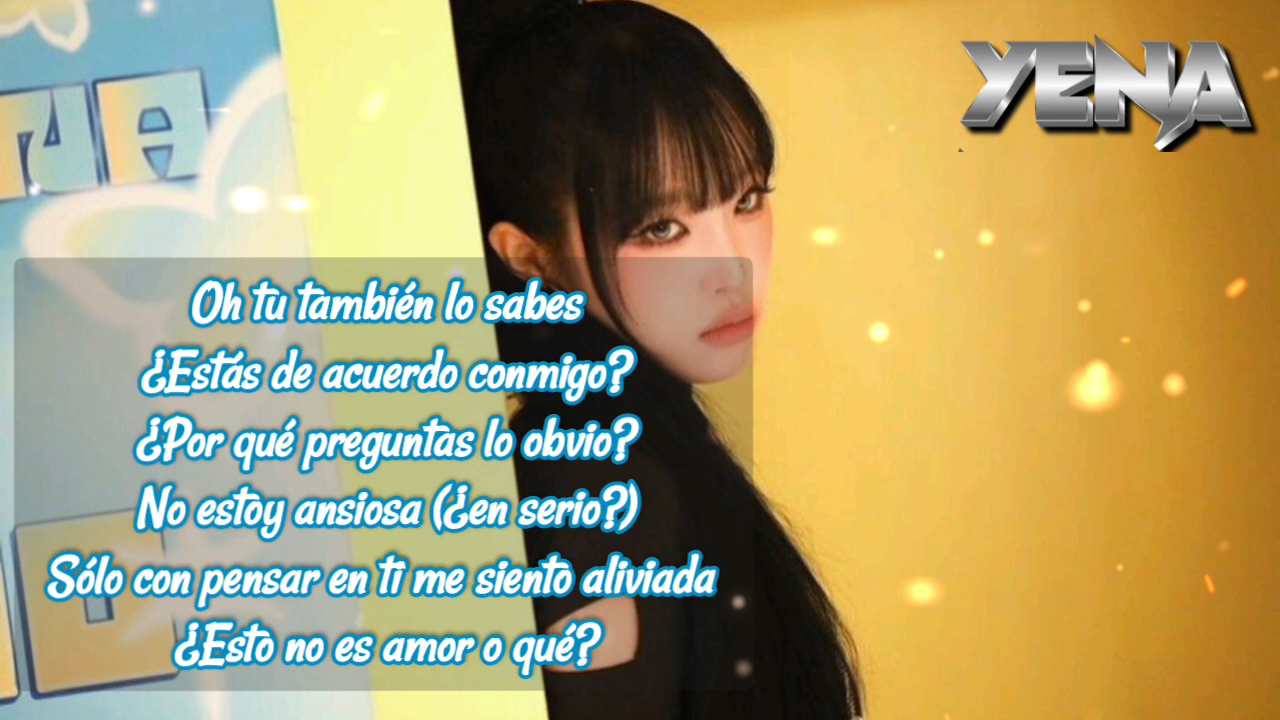 YENA
NA
Oh tu también lo sabes
¿Estás de acuerdo conmigo?
¿Por qué preguntas lo obvio?
No estoy ansiosa (¿en serio?)
Sólo con pensar en ti me siento aliviada
¿Esto no es amor o qué?